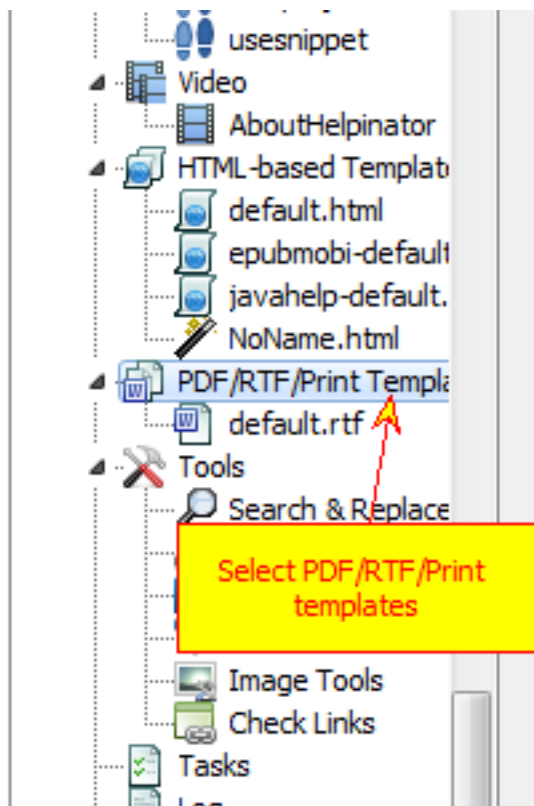 usesnippet
Video
AboutHelpinator
HTML-based Templat
default.html
epubmobi-default
javahelp-default.
NoName.html
PDF/RTF/Print Templa
default.rtf
Tools
Search & Replace
Select PDF/RTF/Print
templates
Image Tools
Check Links
Tasks